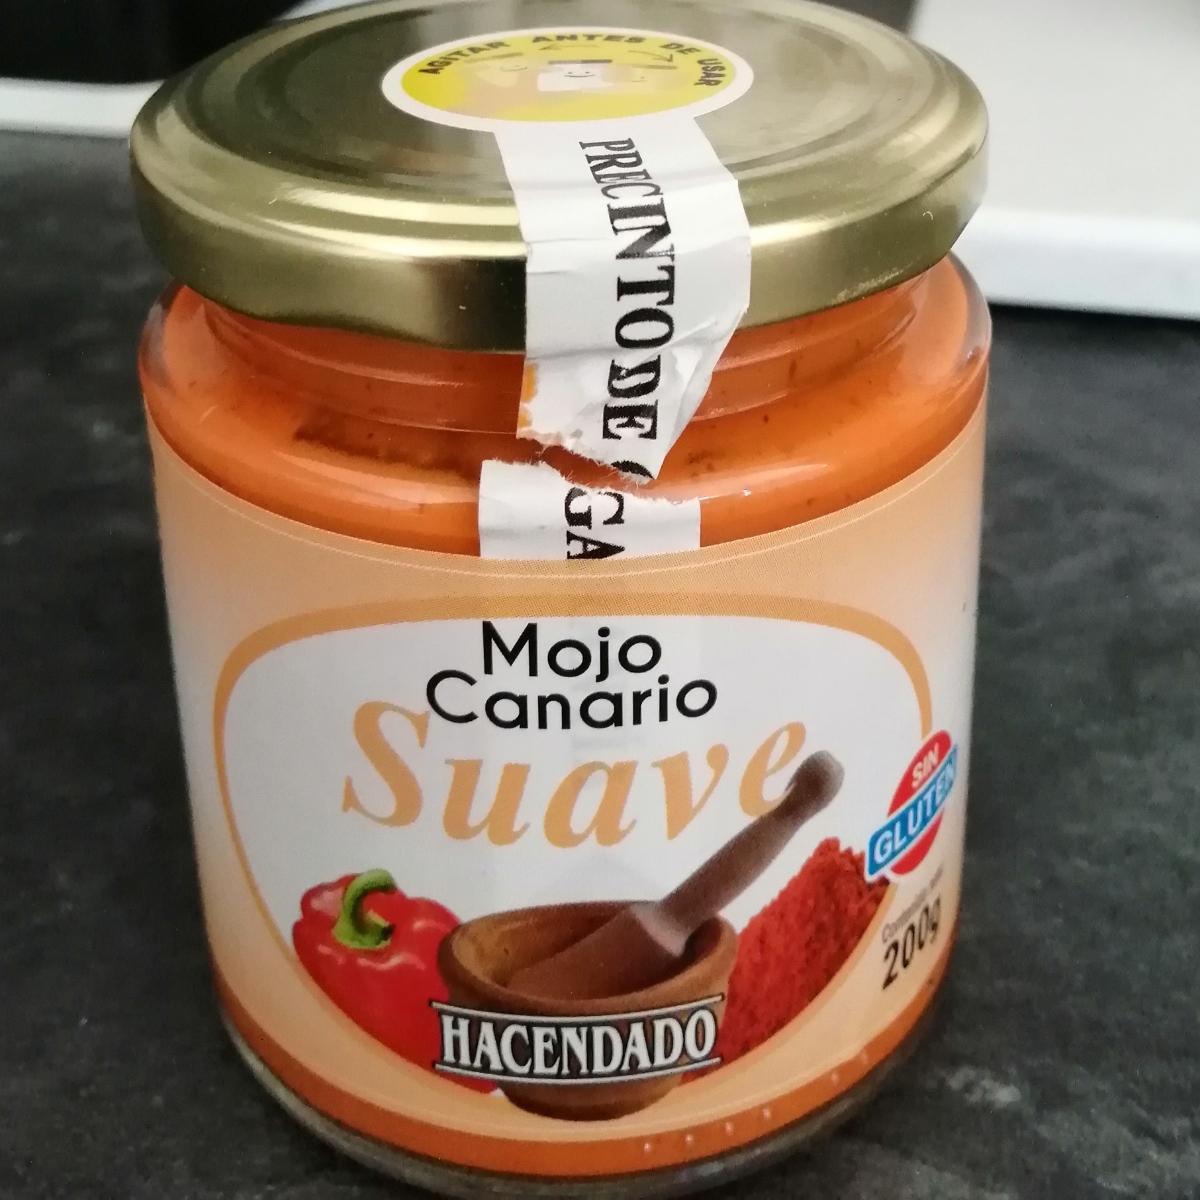 AGITAR ANTES DE USAR
PRECINTO DE
GA
Mojo
Canario
Suave
SIN
GLUTEN
200g
HACENDADO